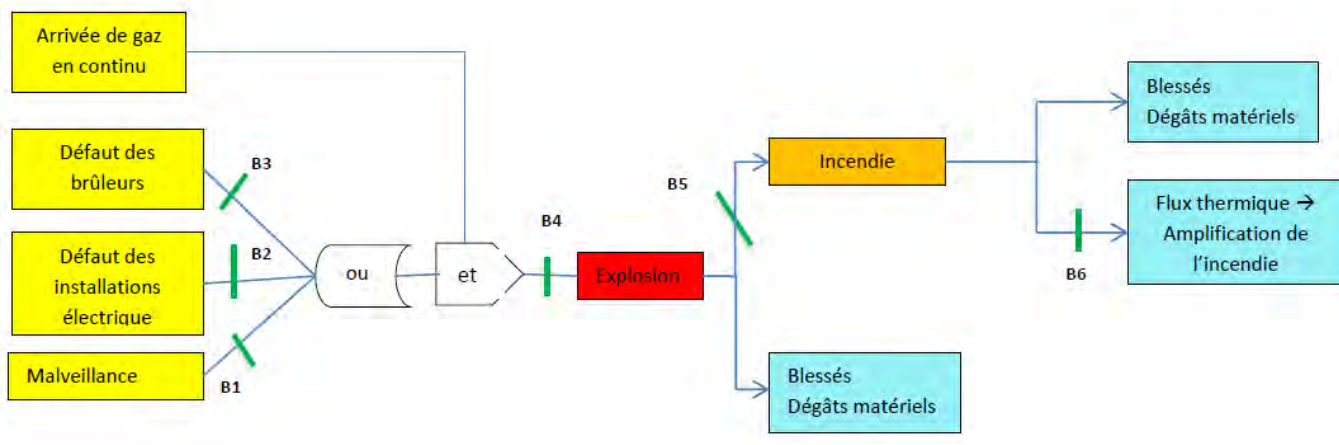 Arrivée de gaz
en continu
Défaut des
brûleurs
B3
Défaut des
installations
électrique
B2
Malveillance
B1
ou
et
B4
Explosion
B5
Incendie
Blessés
Dégâts matériels
B6
Flux thermique →
Amplification de
l'incendie
Blessés
Dégâts matériels